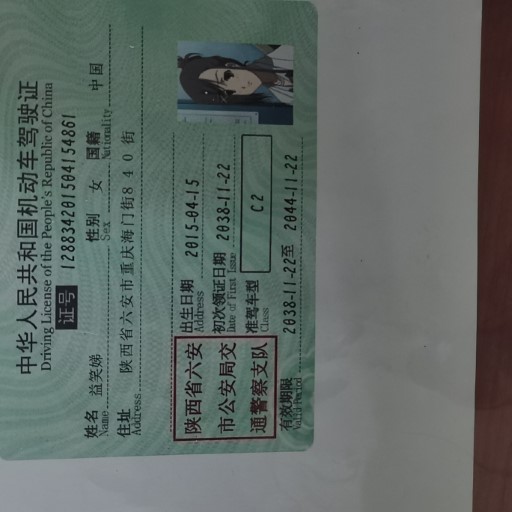 中华人民共和国机动车驾驶证
Driving License of the People's Republic of China
证号 128834201504154861
姓名 益笑娣 性别 女 国籍 中国
Name Sex Nationality
住址 陕西省六安市重庆海门街840街
Address
陕西省六安
市公安局交
通警察支队
出生日期 2015-04-15
Address
初次领证日期 2038-11-22
Date of First Issue
准驾车型 C2
Class
有效期限 2038-11-22至 2044-11-22
Valid Period